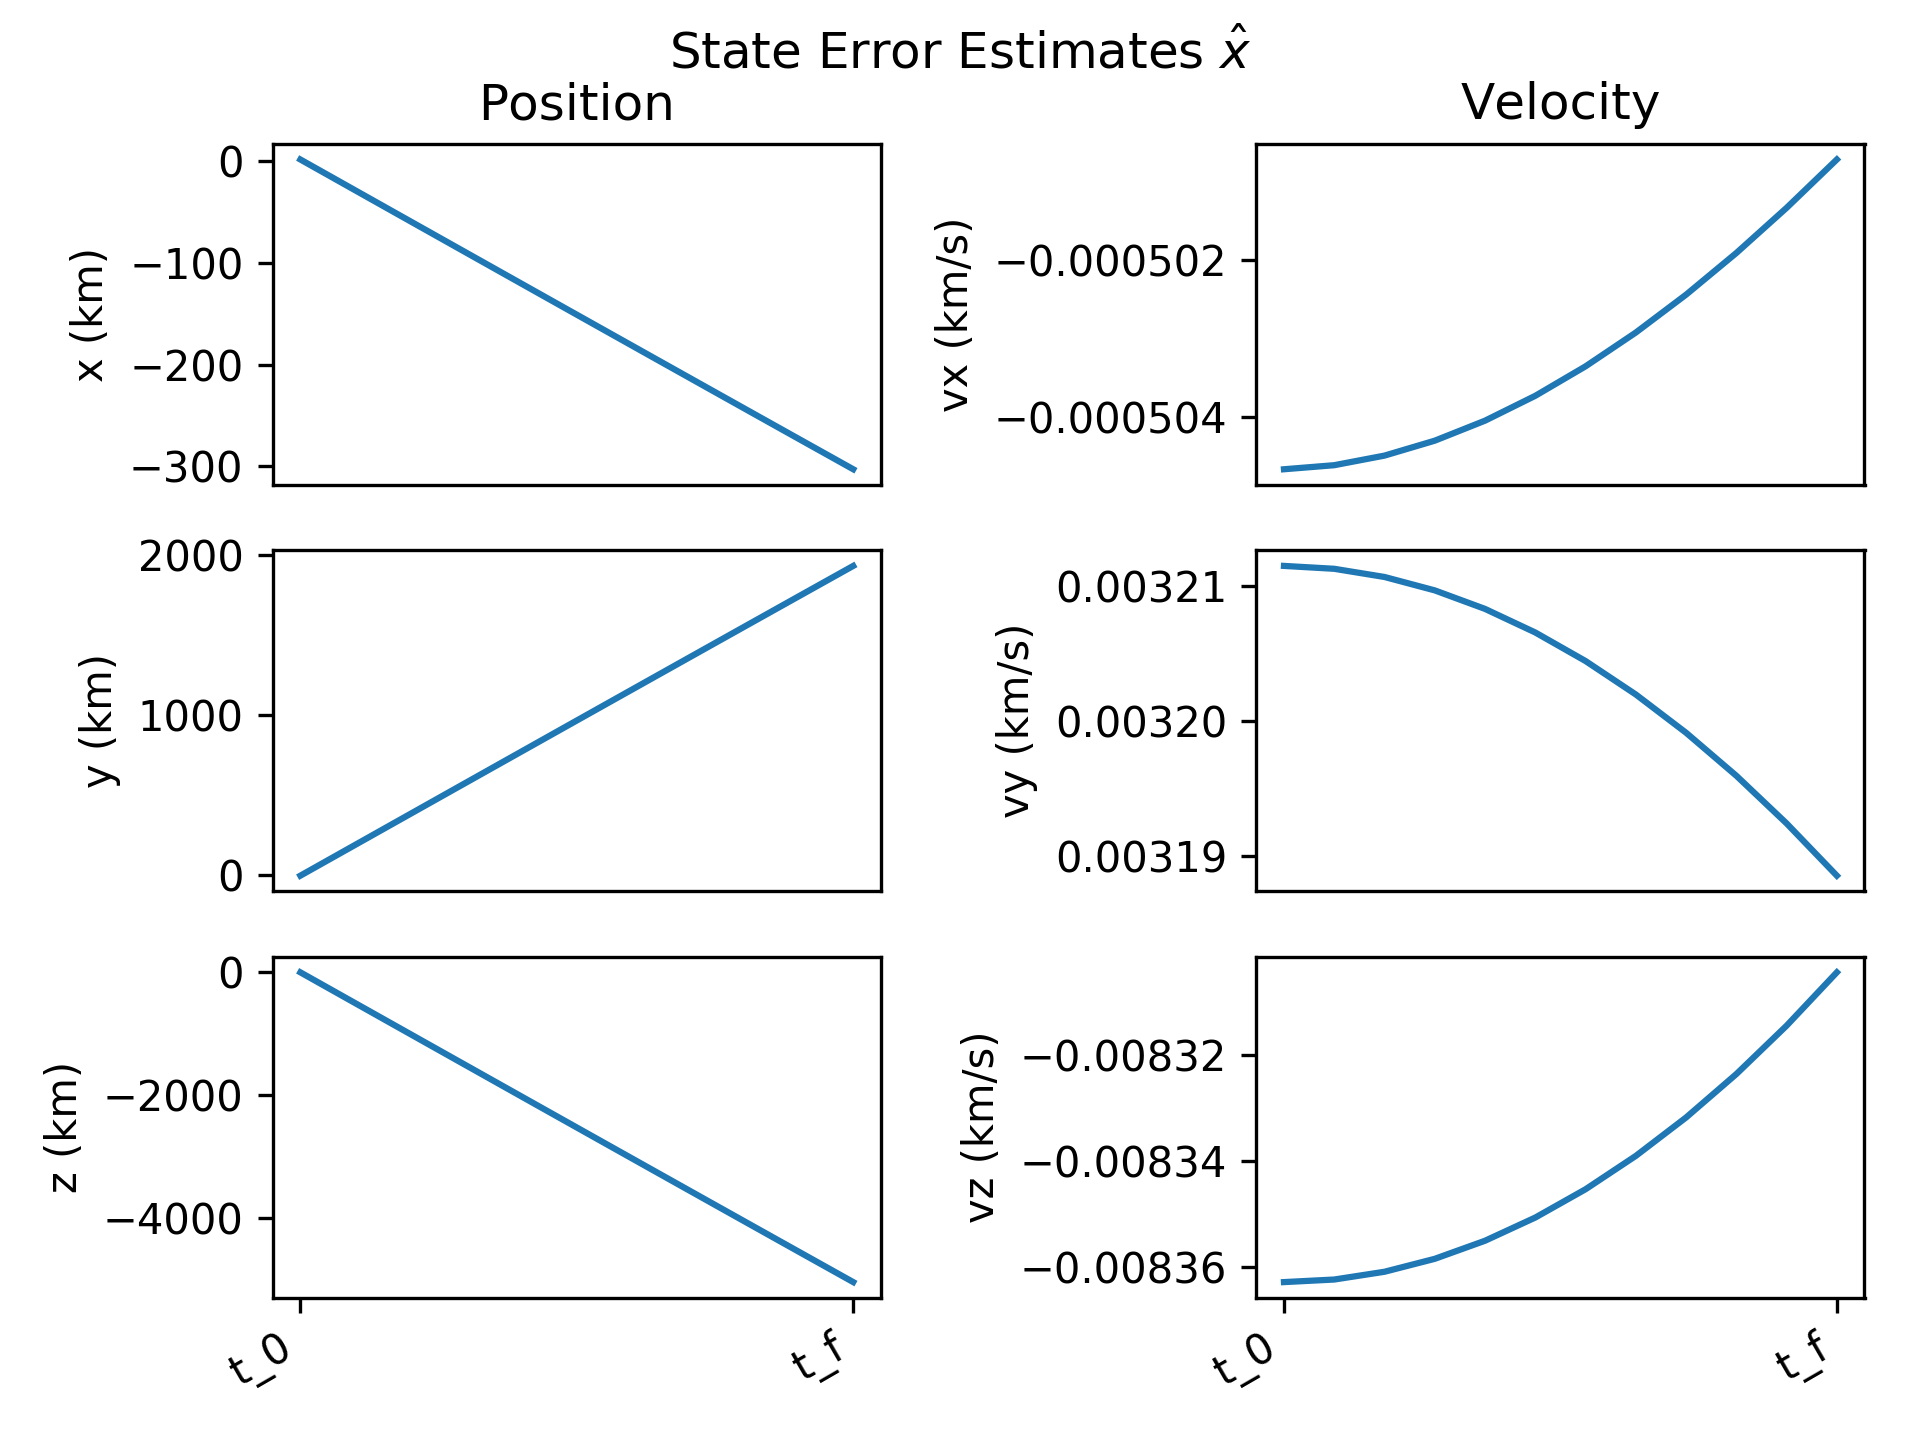 State Error Estimates x̂
Position
Velocity
x (km)
0
−100
−200
−300
vx (km/s)
−0.000502
−0.000504
y (km)
2000
1000
0
vy (km/s)
0.00321
0.00320
0.00319
z (km)
0
−2000
−4000
vz (km/s)
−0.00832
−0.00834
−0.00836
t_0
t_f
t_0
t_f